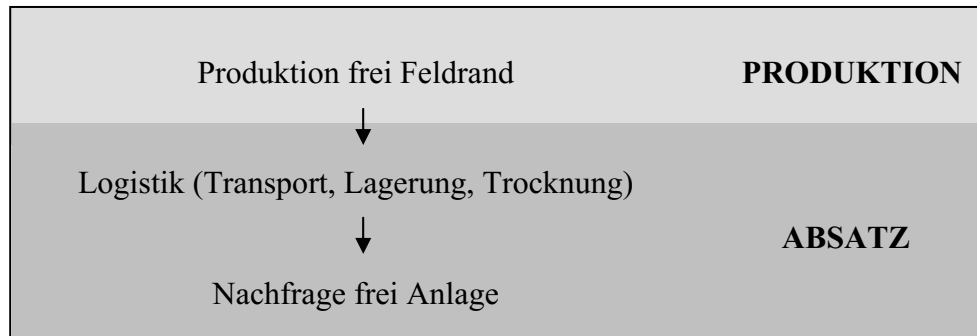 Produktion frei Feldrand
PRODUKTION
Logistik (Transport, Lagerung, Trocknung)
ABSATZ
Nachfrage frei Anlage